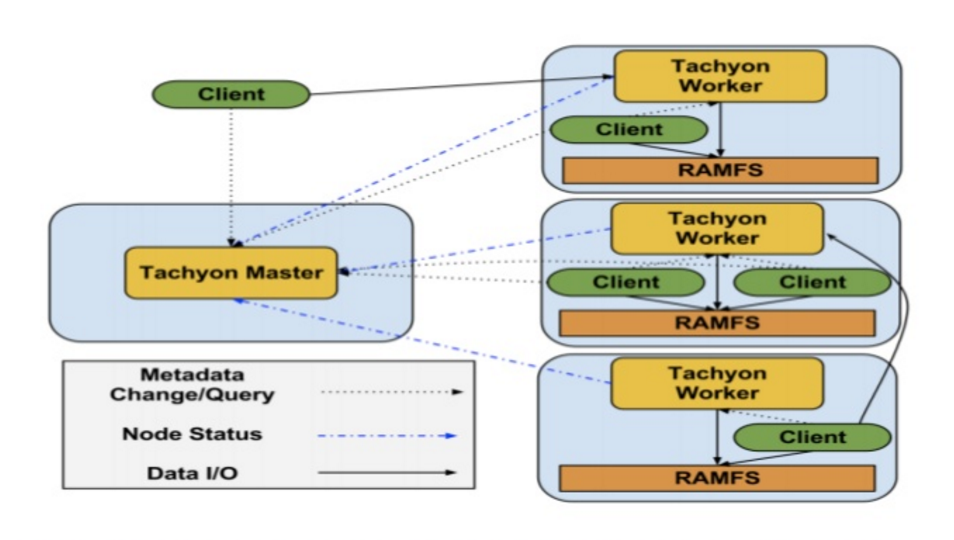 Client
Tachyon
Worker
Client
RAMFS
Tachyon Master
Tachyon
Worker
Client
Client
RAMFS
Tachyon
Worker
Client
RAMFS
Metadata
Change/Query
Node Status
Data I/O